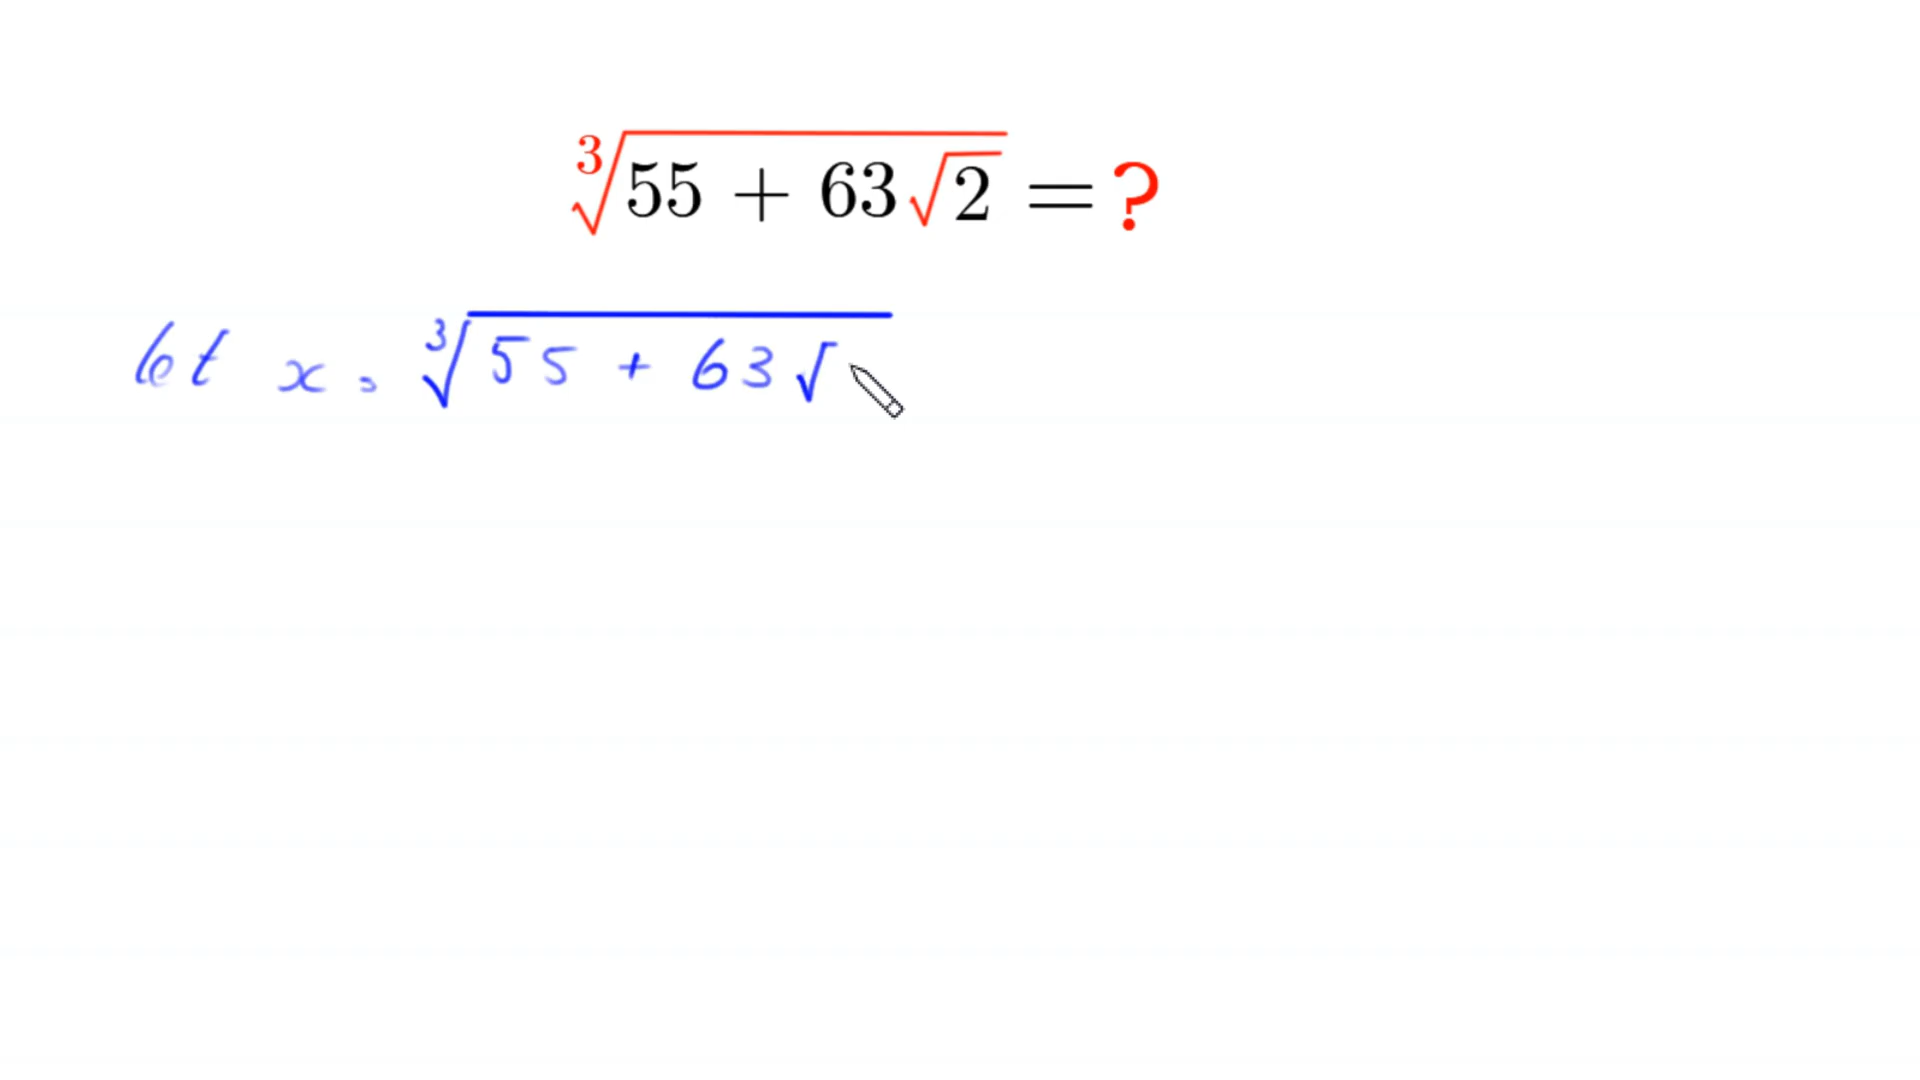 ∛(55 + 63√2) = ?
let x = ∛(55 + 63√